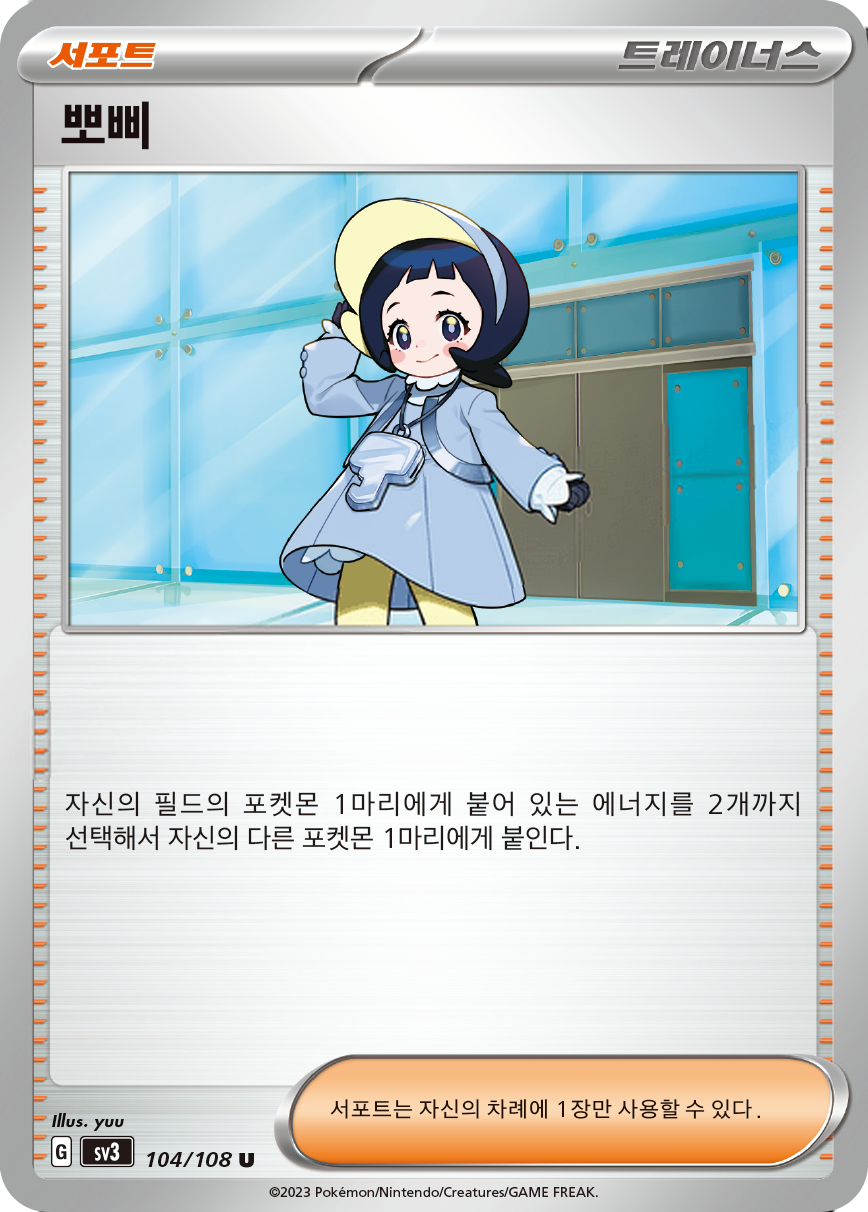 서포트 트레이너스
뽀삐
자신의 필드의 포켓몬 1마리에게 붙어 있는 에너지를 2개까지
선택해서 자신의 다른 포켓몬 1마리에게 붙인다.
서포트는 자신의 차례에 1장만 사용할 수 있다.
Illus. yuu
G sv3 104/108 U
©2023 Pokémon/Nintendo/Creatures/GAME FREAK.